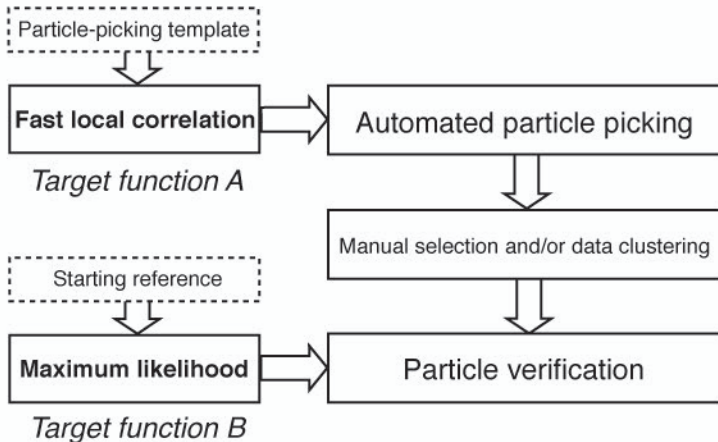 Particle-picking template
Fast local correlation
Automated particle picking
Target function A
Manual selection and/or data clustering
Starting reference
Maximum likelihood
Particle verification
Target function B